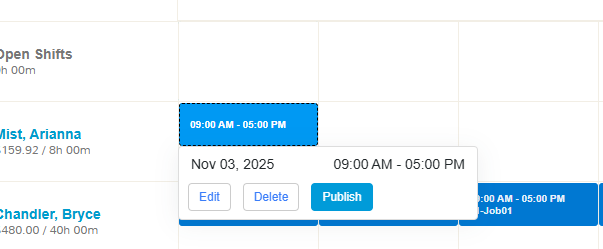 Open Shifts
0h 00m
Mist, Arianna
$159.92 / 8h 00m
09:00 AM - 05:00 PM
Nov 03, 2025 09:00 AM - 05:00 PM
Edit Delete Publish
Chandler, Bryce
$480.00 / 40h 00m
09:00 AM - 05:00 PM
-Job01